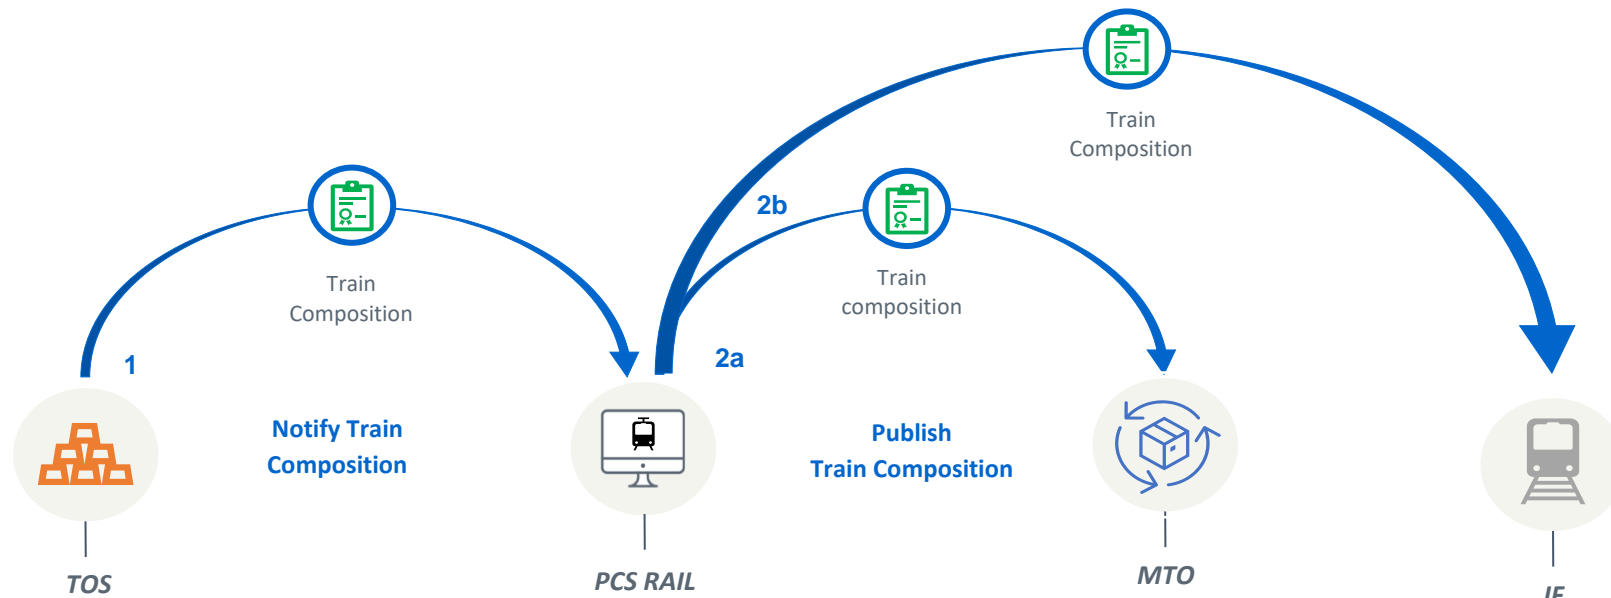 Train
Composition
2b
Train
Composition
Train
composition
1
2a
Notify Train
Composition
Publish
Train Composition
TOS
PCS RAIL
MTO